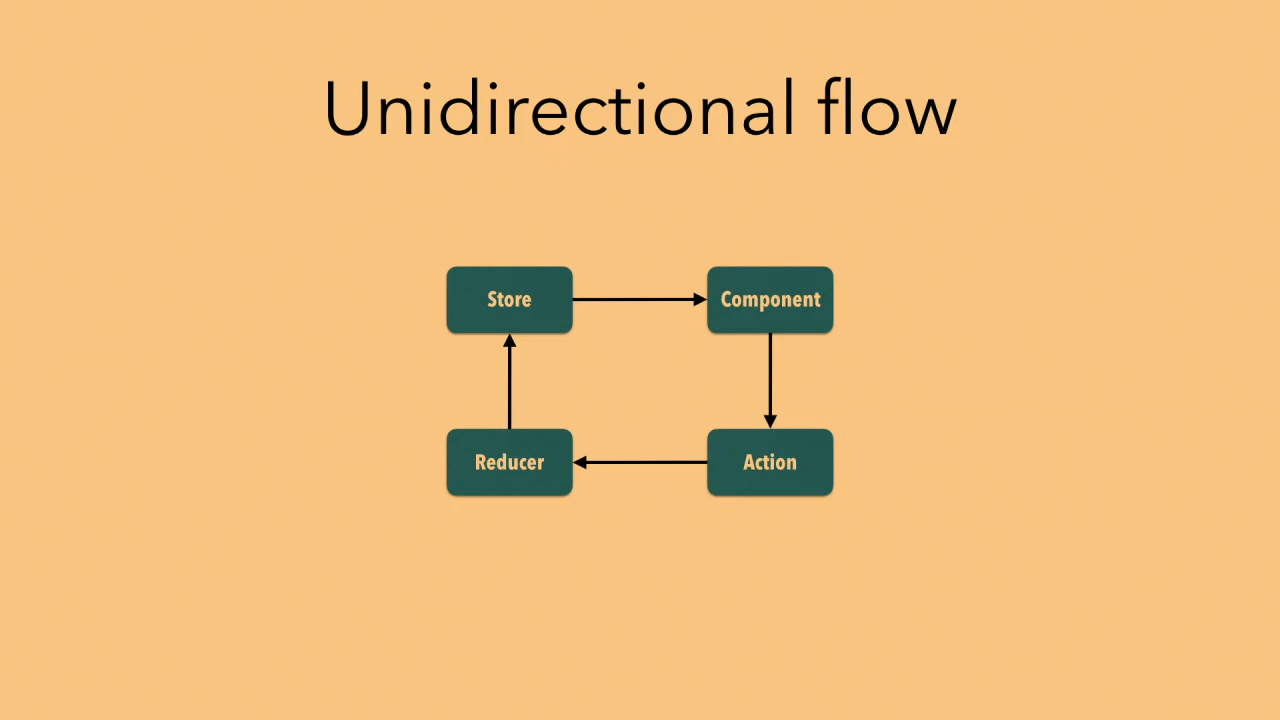 Unidirectional flow
Store
Component
Reducer
Action